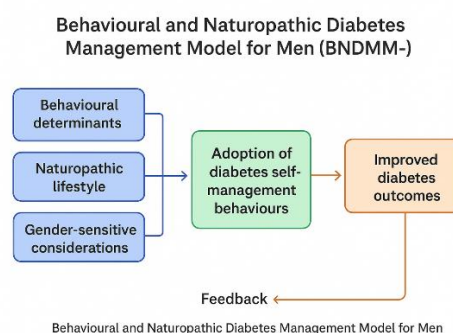 Behavioural and Naturopathic Diabetes
Management Model for Men (BNDMM-)
Behavioural
determinants
Naturopathic
lifestyle
Gender-sensitive
considerations
Adoption of
diabetes self-
management
behaviours
Improved
diabetes
outcomes
Feedback
Behavioural and Naturopathic Diabetes Management Model for Men